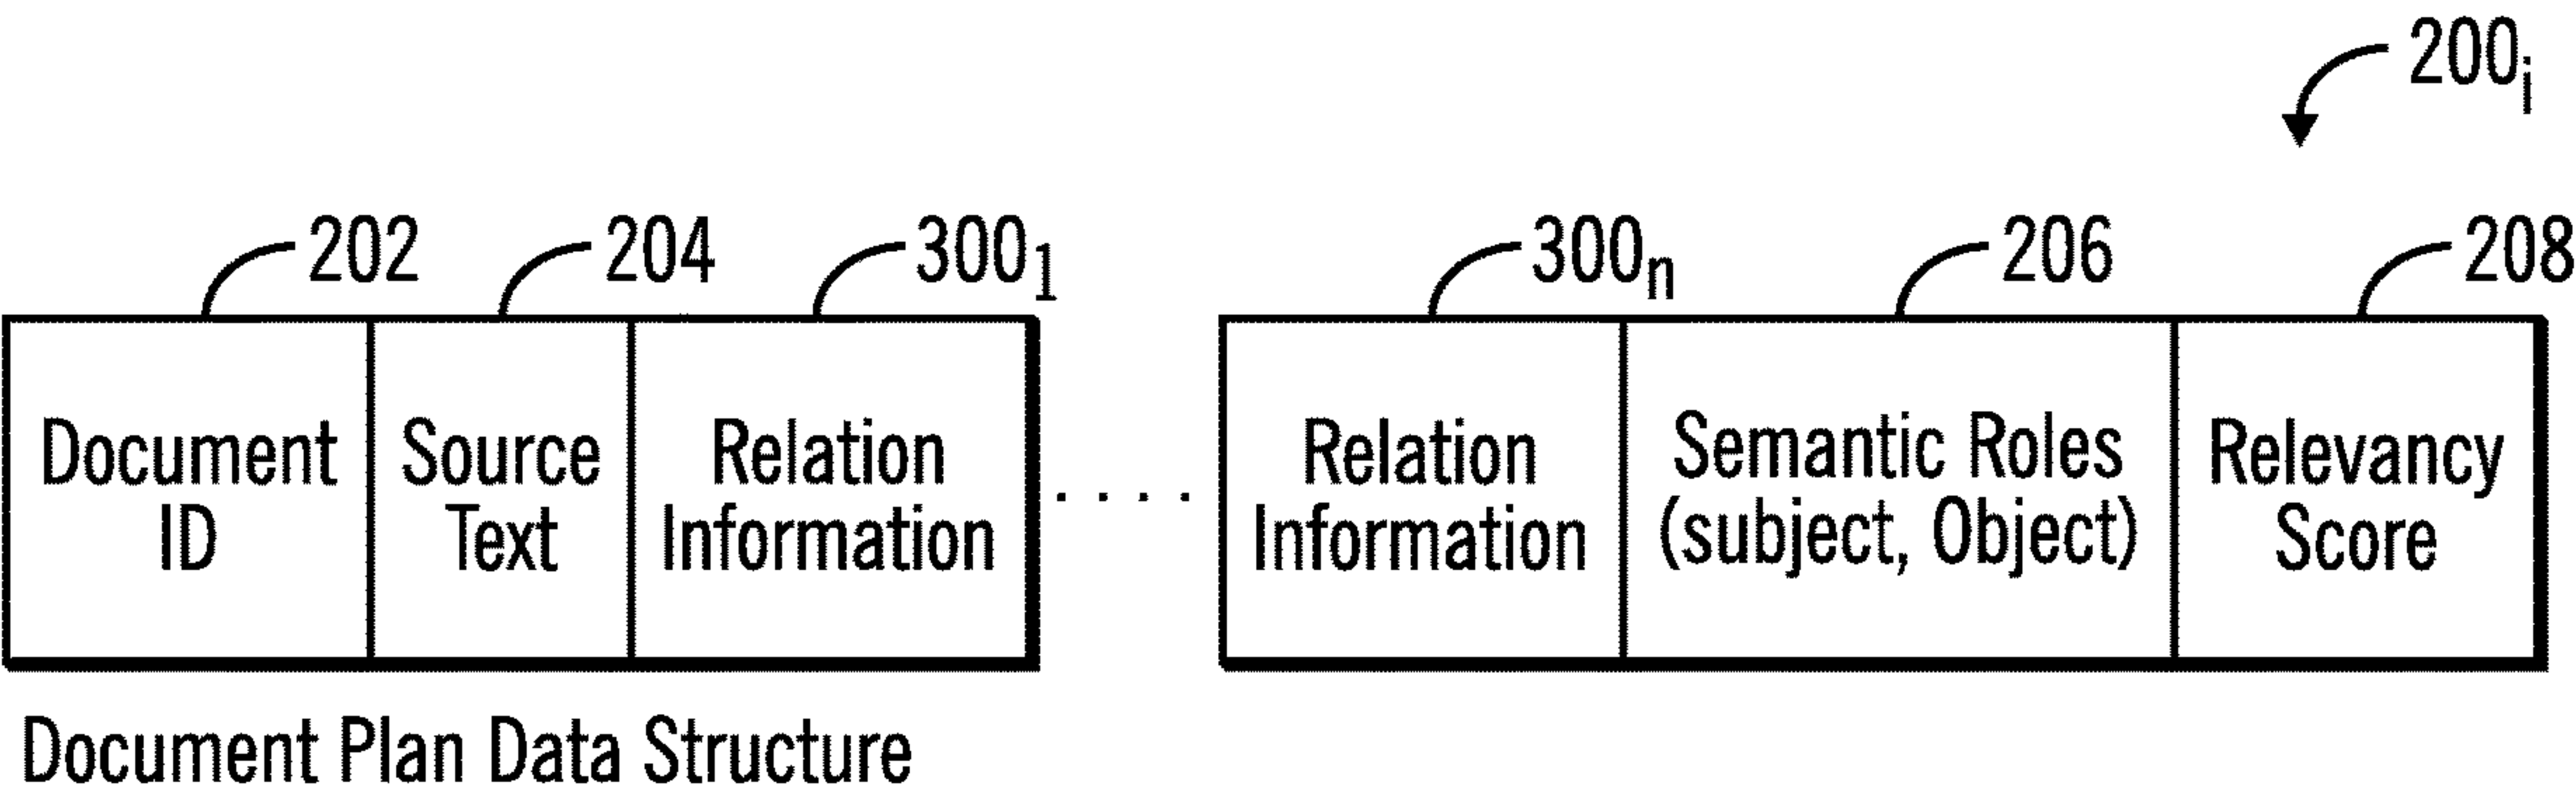 200i
202 204 3001 300n 206 208
Document Source Relation Relation Semantic Roles Relevancy
ID Text Information . . . . Information (subject, Object) Score
Document Plan Data Structure